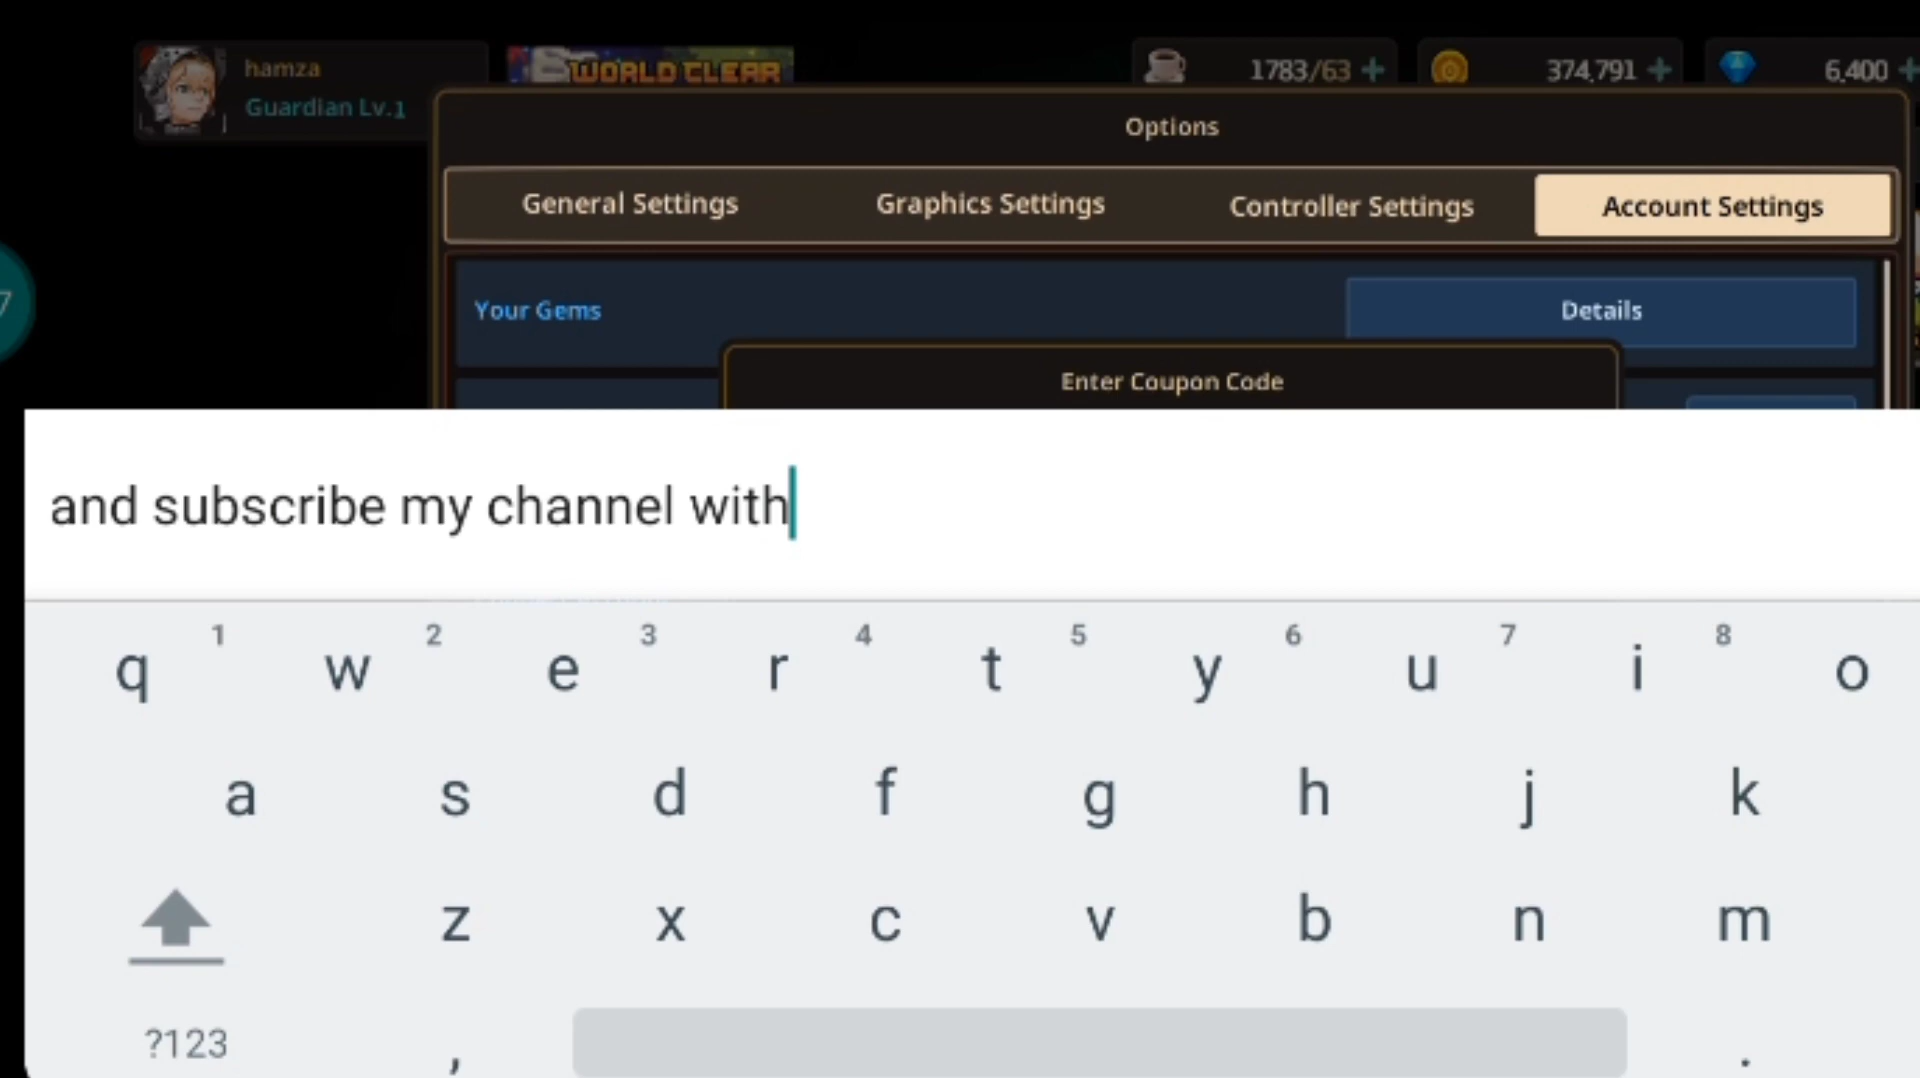 hamza
Guardian Lv.1
WORLD CLEAR
1783/63 +
374,791 +
6,400 +
Options
General Settings
Graphics Settings
Controller Settings
Account Settings
Your Gems
Details
Enter Coupon Code
and subscribe my channel with
1 2 3 4 5 6 7 8
q w e r t y u i o
a s d f g h j k
z x c v b n m
?123 , .